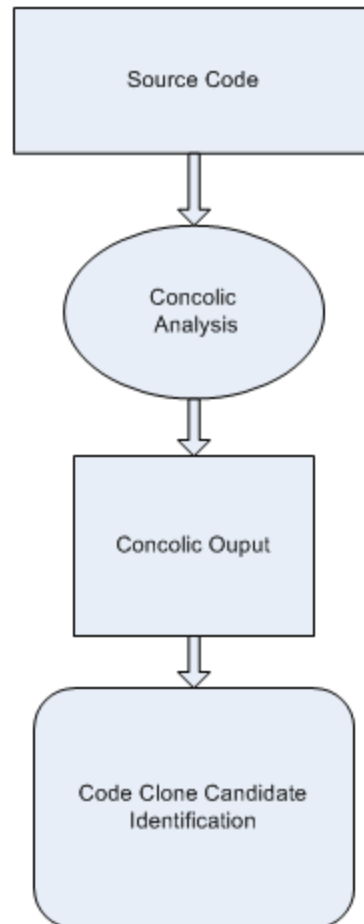 Source Code
Concolic
Analysis
Concolic Ouput
Code Clone Candidate
Identification